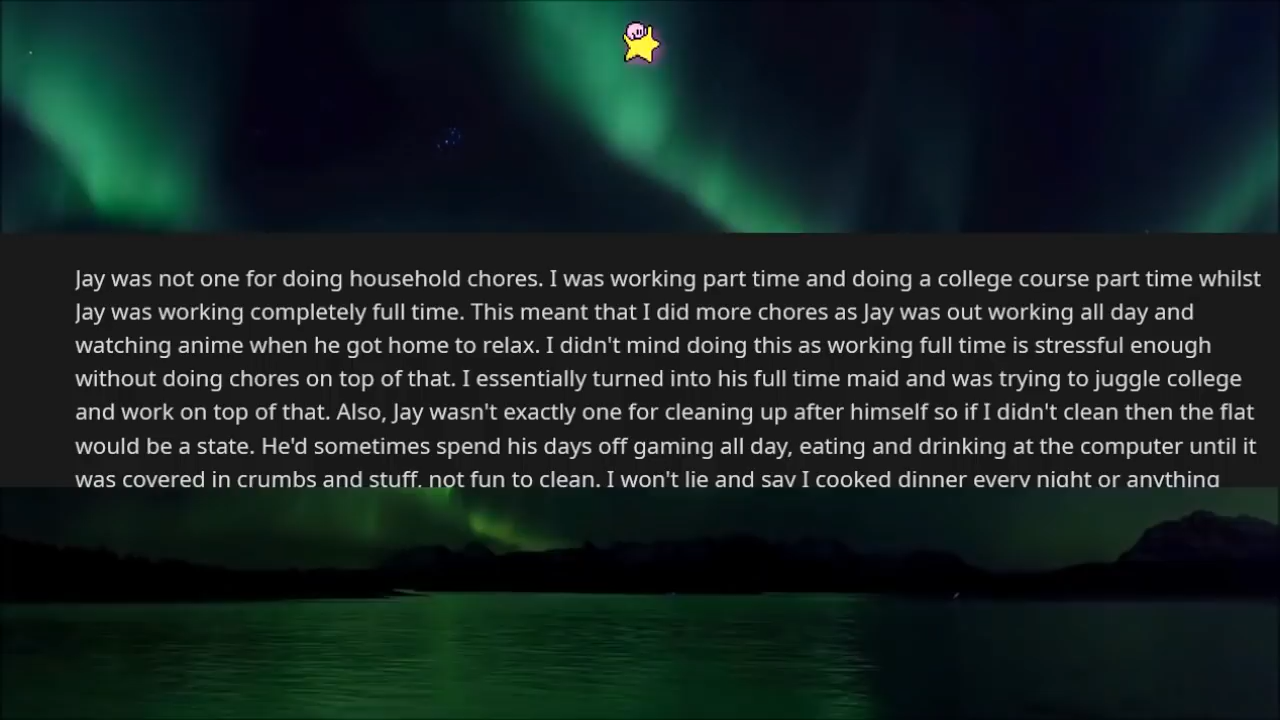 Jay was not one for doing household chores. I was working part time and doing a college course part time whilst
Jay was working completely full time. This meant that I did more chores as Jay was out working all day and
watching anime when he got home to relax. I didn't mind doing this as working full time is stressful enough
without doing chores on top of that. I essentially turned into his full time maid and was trying to juggle college
and work on top of that. Also, Jay wasn't exactly one for cleaning up after himself so if I didn't clean then the flat
would be a state. He'd sometimes spend his days off gaming all day, eating and drinking at the computer until it
was covered in crumbs and stuff, not fun to clean. I won't lie and say I cooked dinner every night or anything